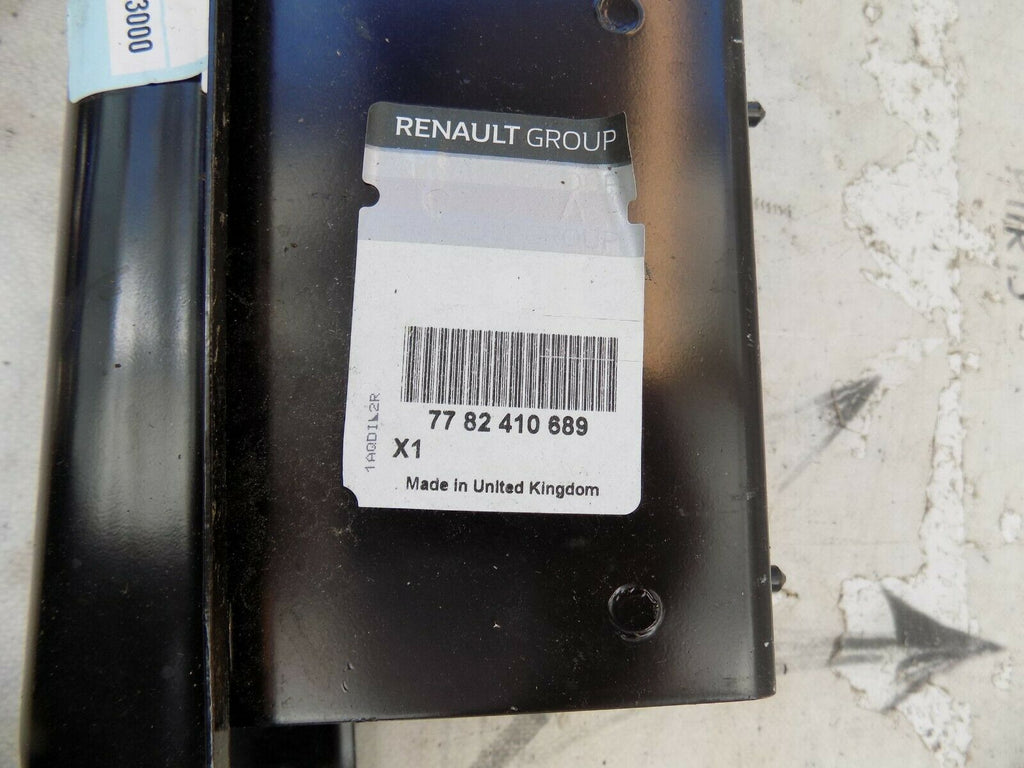 3000
RENAULT GROUP
77 82 410 689
X1
Made in United Kingdom